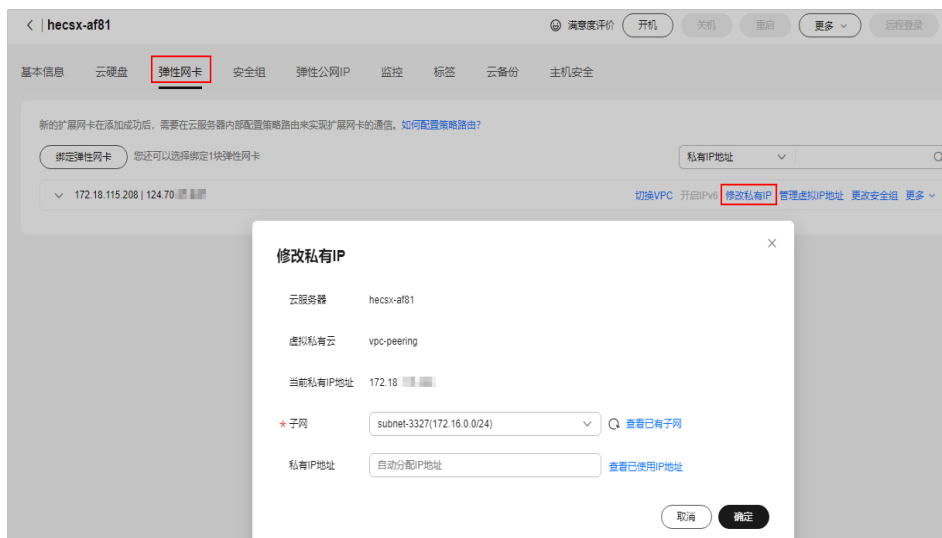 hecsx-af81 满意度评价 开机 关机 重启 更多 远程登录
基本信息 云硬盘 弹性网卡 安全组 弹性公网IP 监控 标签 云备份 主机安全
新的扩展网卡在添加成功后，需要在云服务器内部配置策略路由来实现扩展网卡的通信。如何配置策略路由?
绑定弹性网卡 您还可以选择绑定1块弹性网卡 私有IP地址
172.18.115.208 | 124.70
切换VPC 开启IPv6 修改私有IP 管理虚拟IP地址 更改安全组 更多
修改私有IP
云服务器 hecsx-af81
虚拟私有云 vpc-peering
当前私有IP地址 172.18
* 子网 subnet-3327(172.16.0.0/24) 查看已有子网
私有IP地址 自动分配IP地址 查看已使用IP地址
取消 确定